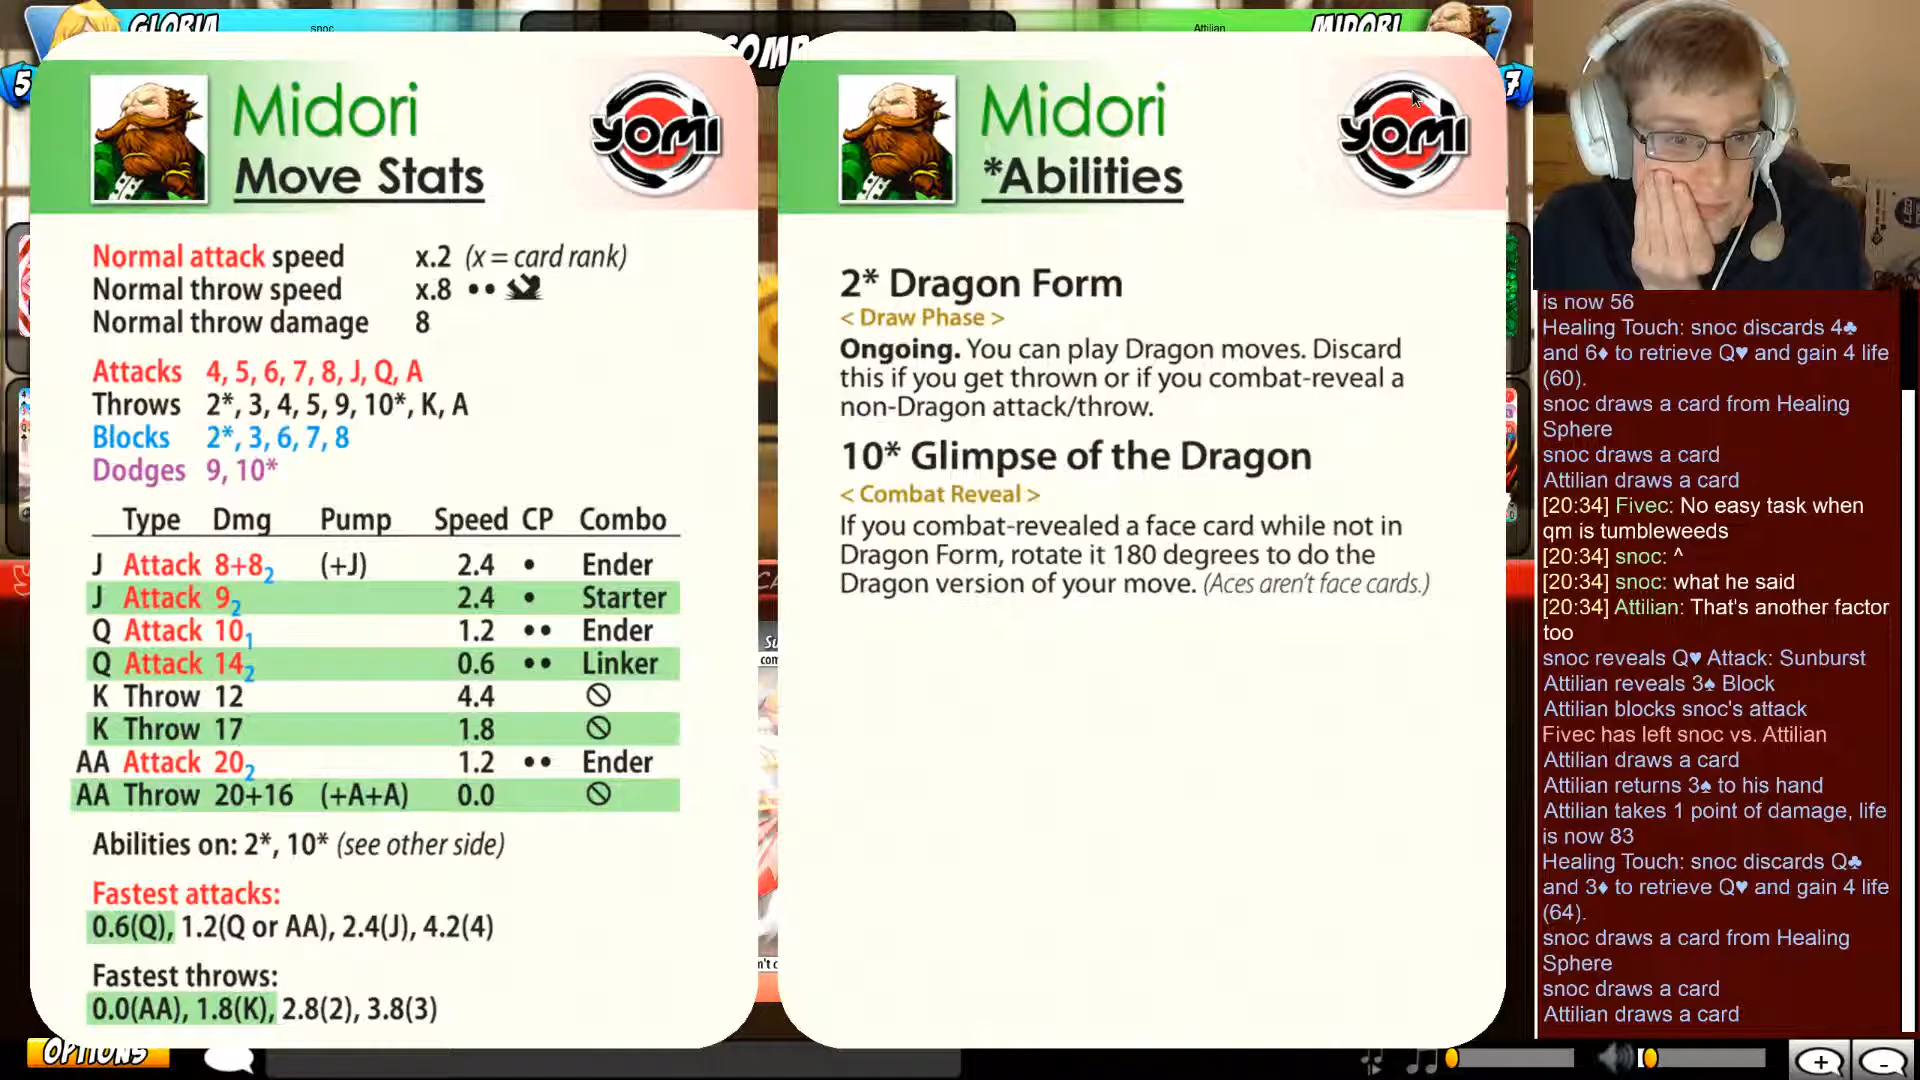 GLORIA
snoc
Attilian
MIDORI
5
COMB
7
Midori
Move Stats
YOMI
Normal attack speed x.2 (x = card rank)
Normal throw speed x.8 ••
Normal throw damage 8
Attacks 4, 5, 6, 7, 8, J, Q, A
Throws 2*, 3, 4, 5, 9, 10*, K, A
Blocks 2*, 3, 6, 7, 8
Dodges 9, 10*
Type Dmg Pump Speed CP Combo
J Attack 8+8₂ (+J) 2.4 • Ender
J Attack 9₂ 2.4 • Starter
Q Attack 10₁ 1.2 •• Ender
Q Attack 14₂ 0.6 •• Linker
K Throw 12 4.4
K Throw 17 1.8
AA Attack 20₂ 1.2 •• Ender
AA Throw 20+16 (+A+A) 0.0
Abilities on: 2*, 10* (see other side)
Fastest attacks:
0.6(Q), 1.2(Q or AA), 2.4(J), 4.2(4)
Fastest throws:
0.0(AA), 1.8(K), 2.8(2), 3.8(3)
Midori
*Abilities
YOMI
2* Dragon Form
< Draw Phase >
Ongoing. You can play Dragon moves. Discard
this if you get thrown or if you combat-reveal a
non-Dragon attack/throw.
10* Glimpse of the Dragon
< Combat Reveal >
If you combat-revealed a face card while not in
Dragon Form, rotate it 180 degrees to do the
Dragon version of your move. (Aces aren't face cards.)
is now 56
Healing Touch: snoc discards 4♣
and 6♦ to retrieve Q♥ and gain 4 life
(60).
snoc draws a card from Healing
Sphere
snoc draws a card
Attilian draws a card
[20:34] Fivec: No easy task when
qm is tumbleweeds
[20:34] snoc: ^
[20:34] snoc: what he said
[20:34] Attilian: That's another factor
too
snoc reveals Q♥ Attack: Sunburst
Attilian reveals 3♠ Block
Attilian blocks snoc's attack
Fivec has left snoc vs. Attilian
Attilian draws a card
Attilian returns 3♠ to his hand
Attilian takes 1 point of damage, life
is now 83
Healing Touch: snoc discards Q♣
and 3♦ to retrieve Q♥ and gain 4 life
(64).
snoc draws a card from Healing
Sphere
snoc draws a card
Attilian draws a card
OPTIONS